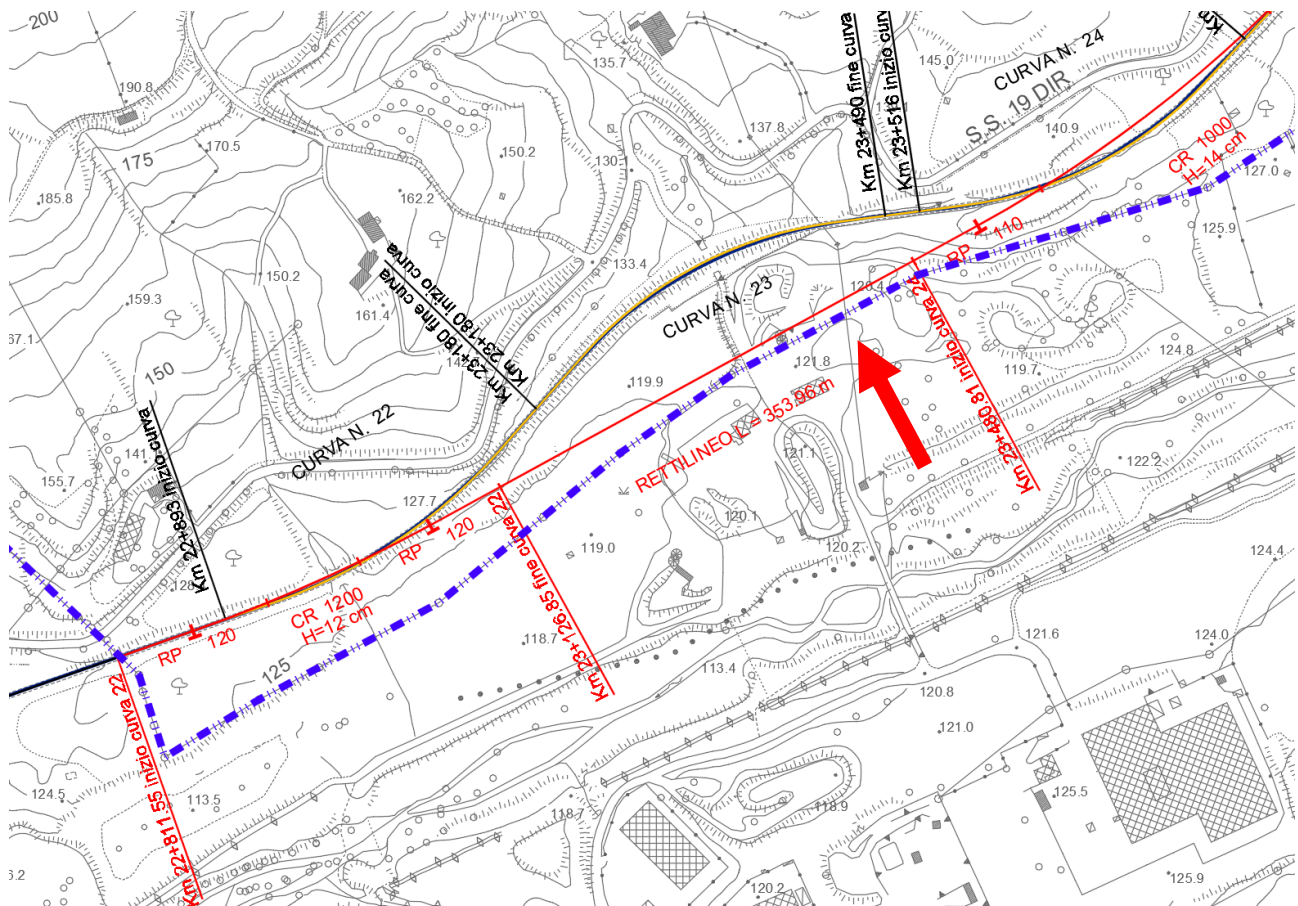 200
190.8
175
170.5
185.8
150.2
159.3
150
155.7
162.2
161.4
150.2
135.7
130.1
133.4
137.8
145.0
140.9
127.0
125.9
Km 23+490 fine curva
Km 23+516 inizio curv
CURVA N. 24
S.S. 19 DIR
CR 1000
H=14 cm
Km
Km 23+180 fine curva
Km 23+180 inizio curva
CURVA N. 23
CURVA N. 22
Km 22+893 inizio curva
RP 110
120.4
119.9
121.8
119.7
124.8
RETTILINEO L = 353.96 m
Km 23+480.81 inizio curva 24
121.1
120.1
122.2
127.7
RP 120
119.0
120.2
124.4
Km 23+126.85 fine curva 22
CR 1200
H=12 cm
RP 120
125
118.7
113.4
121.6
124.0
120.8
121.0
Km 22+811.55 inizio curva 22
124.5
113.5
118.7
118.9
125.5
120.2
125.9